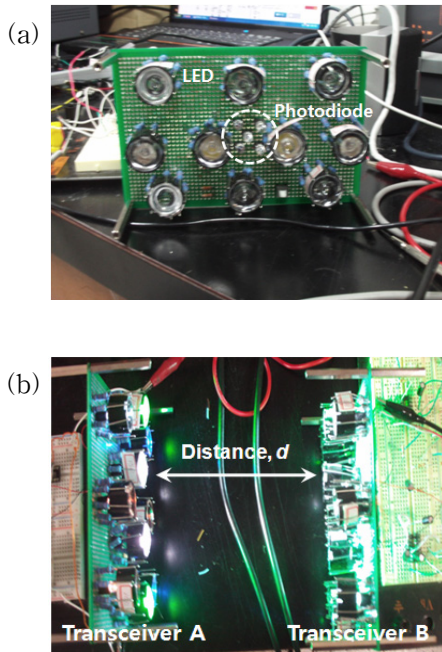 (a)
LED
Photodiode
(b)
Distance, d
Transceiver A
Transceiver B